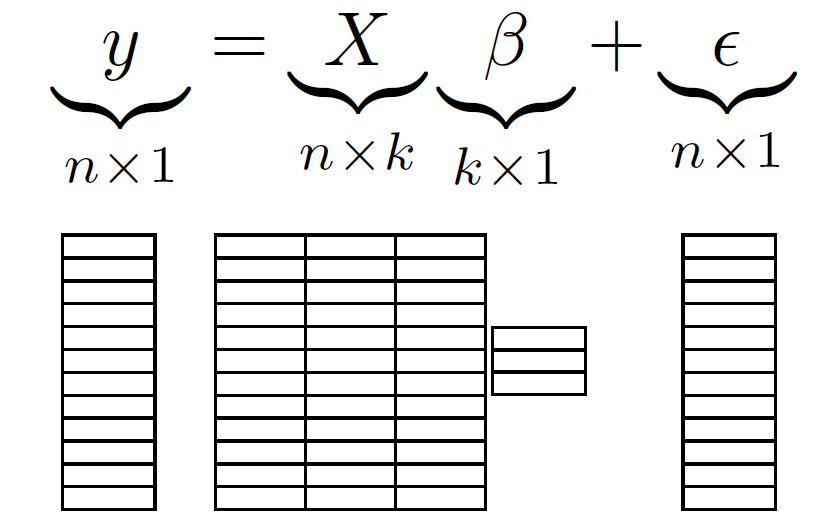 y = X β + ϵ
n×1 n×k k×1 n×1